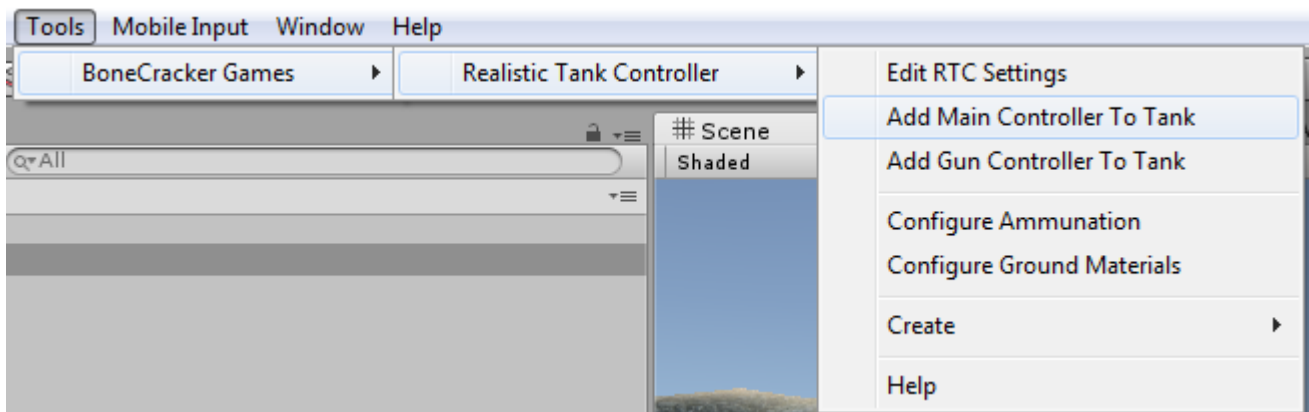 Tools Mobile Input Window Help
BoneCracker Games
Realistic Tank Controller
Edit RTC Settings
Add Main Controller To Tank
Add Gun Controller To Tank
Configure Ammunation
Configure Ground Materials
Create
Help
Scene
All
Shaded